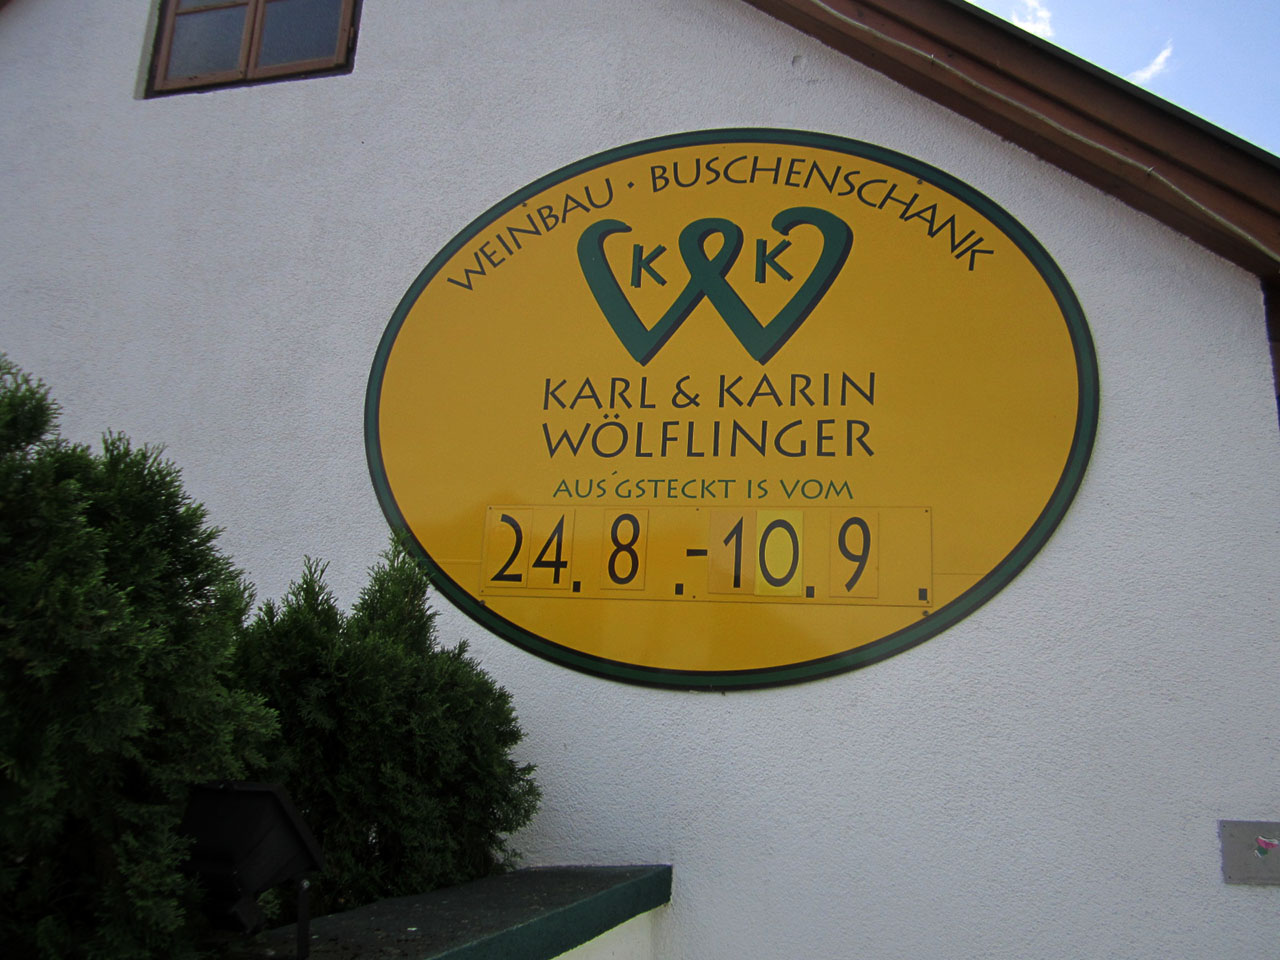 WEINBAU · BUSCHENSCHANK
K K
KARL & KARIN
WÖLFLINGER
AUS´GSTECKT IS VOM
24. 8. - 10. 9 .